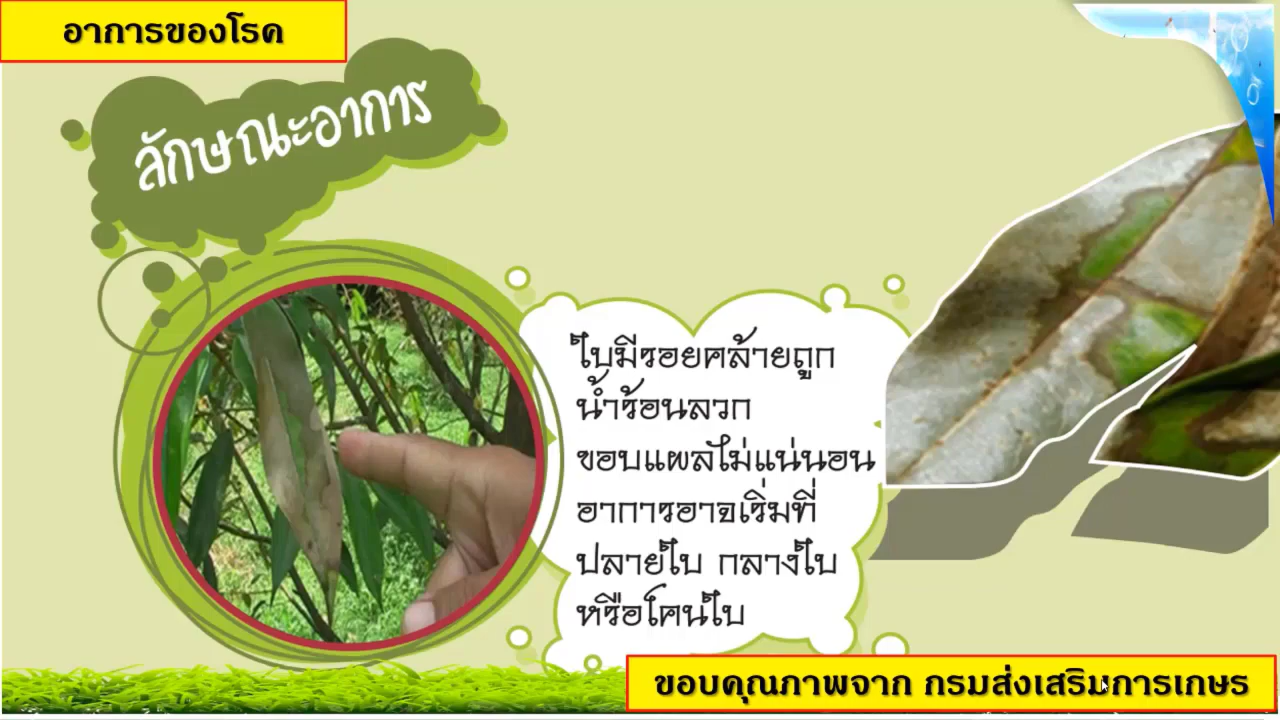 อาการของโรค
ลักษณะอาการ
ใบมีรอยคล้ายถูก
น้ำร้อนลวก
ขอบแผลไม่แน่นอน
อาการอาจเริ่มที่
ปลายใบ กลางใบ
หรือโคนใบ
ขอบคุณภาพจาก กรมส่งเสริมการเกษร